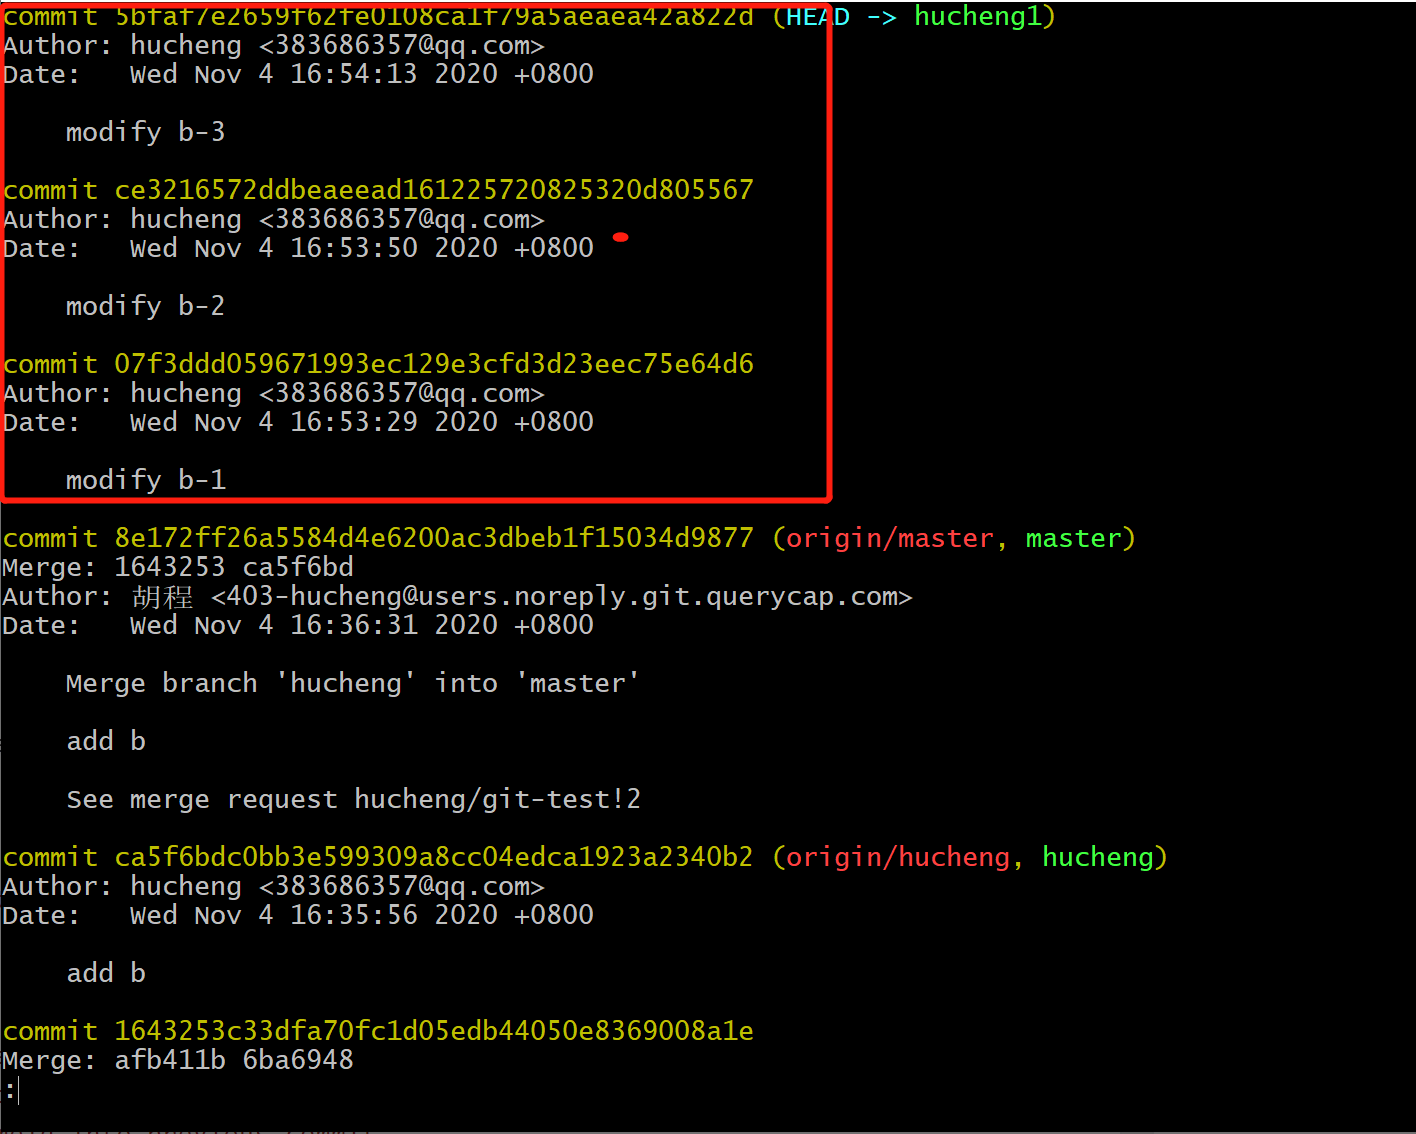 commit 5bfaf7e2659f62fe0108ca1f79a5aeaea42a822d (HEAD -> hucheng1)
Author: hucheng <383686357@qq.com>
Date:   Wed Nov 4 16:54:13 2020 +0800
modify b-3
commit ce3216572ddbeaeead161225720825320d805567
Author: hucheng <383686357@qq.com>
Date:   Wed Nov 4 16:53:50 2020 +0800
modify b-2
commit 07f3ddd059671993ec129e3cfd3d23eec75e64d6
Author: hucheng <383686357@qq.com>
Date:   Wed Nov 4 16:53:29 2020 +0800
modify b-1
commit 8e172ff26a5584d4e6200ac3dbeb1f15034d9877 (origin/master, master)
Merge: 1643253 ca5f6bd
Author: 胡程 <403-hucheng@users.noreply.git.querycap.com>
Date:   Wed Nov 4 16:36:31 2020 +0800
Merge branch 'hucheng' into 'master'
add b
See merge request hucheng/git-test!2
commit ca5f6bdc0bb3e599309a8cc04edca1923a2340b2 (origin/hucheng, hucheng)
Author: hucheng <383686357@qq.com>
Date:   Wed Nov 4 16:35:56 2020 +0800
add b
commit 1643253c33dfa70fc1d05edb44050e8369008a1e
Merge: afb411b 6ba6948
: